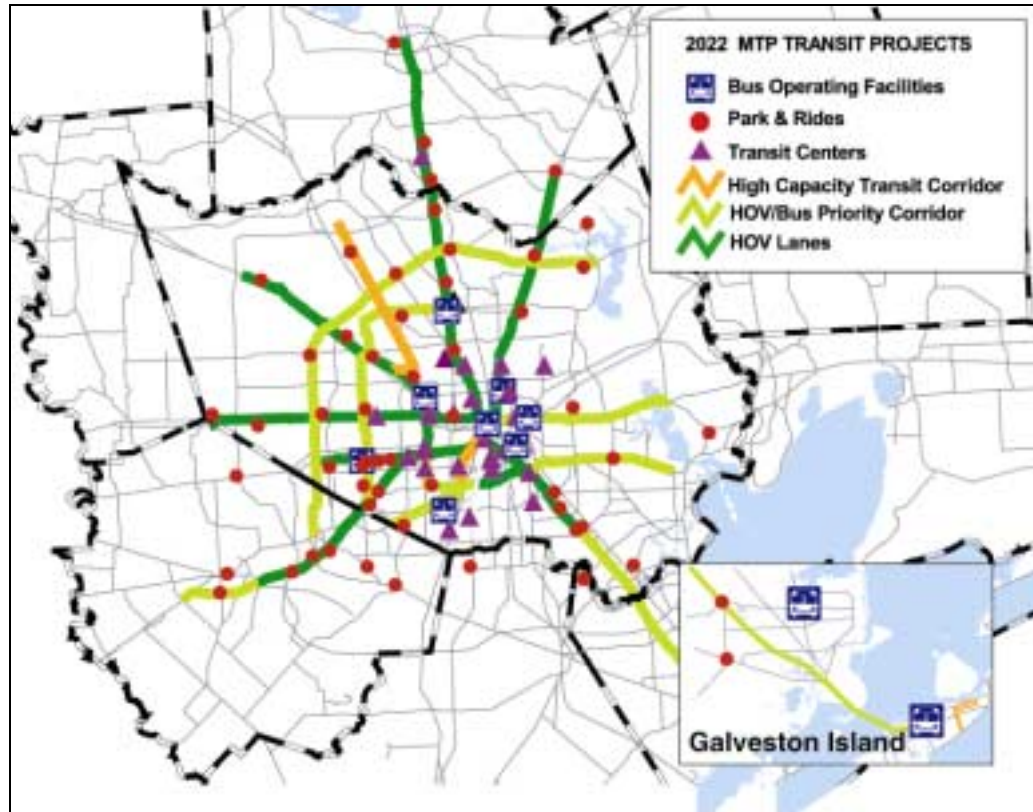 2022 MTP TRANSIT PROJECTS
Bus Operating Facilities
Park & Rides
Transit Centers
High Capacity Transit Corridor
HOV/Bus Priority Corridor
HOV Lanes
Galveston Island